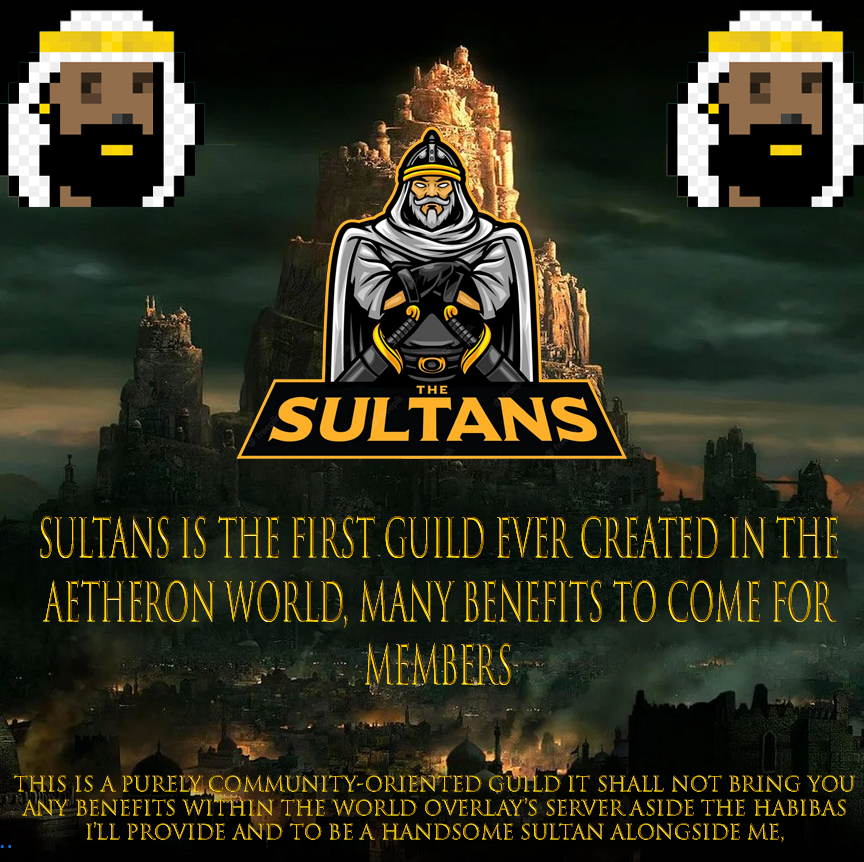 THE
SULTANS
SULTANS IS THE FIRST GUILD EVER CREATED IN THE
AETHERON WORLD, MANY BENEFITS TO COME FOR
MEMBERS
THIS IS A PURELY COMMUNITY-ORIENTED GUILD IT SHALL NOT BRING YOU
ANY BENEFITS WITHIN THE WORLD OVERLAY'S SERVER ASIDE THE HABIBAS
I'LL PROVIDE AND TO BE A HANDSOME SULTAN ALONGSIDE ME,
..